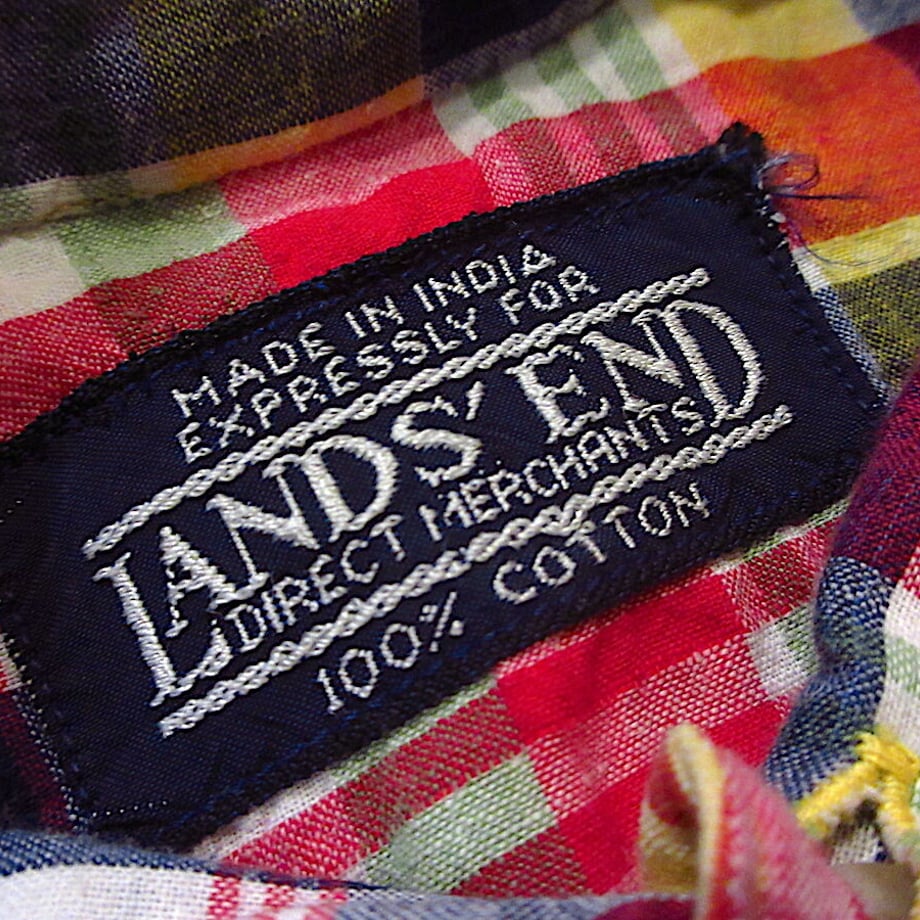 MADE IN INDIA
EXPRESSLY FOR
LANDS' END
DIRECT MERCHANTS
100% COTTON